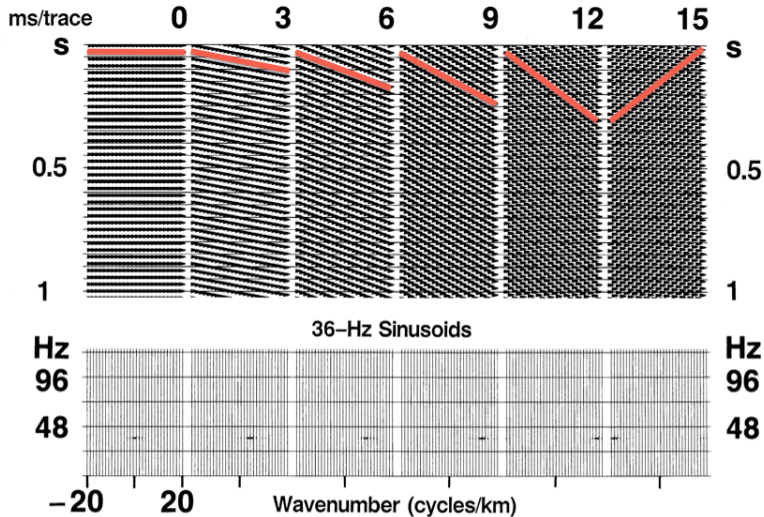 ms/trace 0 3 6 9 12 15
s s
0.5 0.5
1 1
36–Hz Sinusoids
Hz Hz
96 96
48 48
–20 20 Wavenumber (cycles/km)